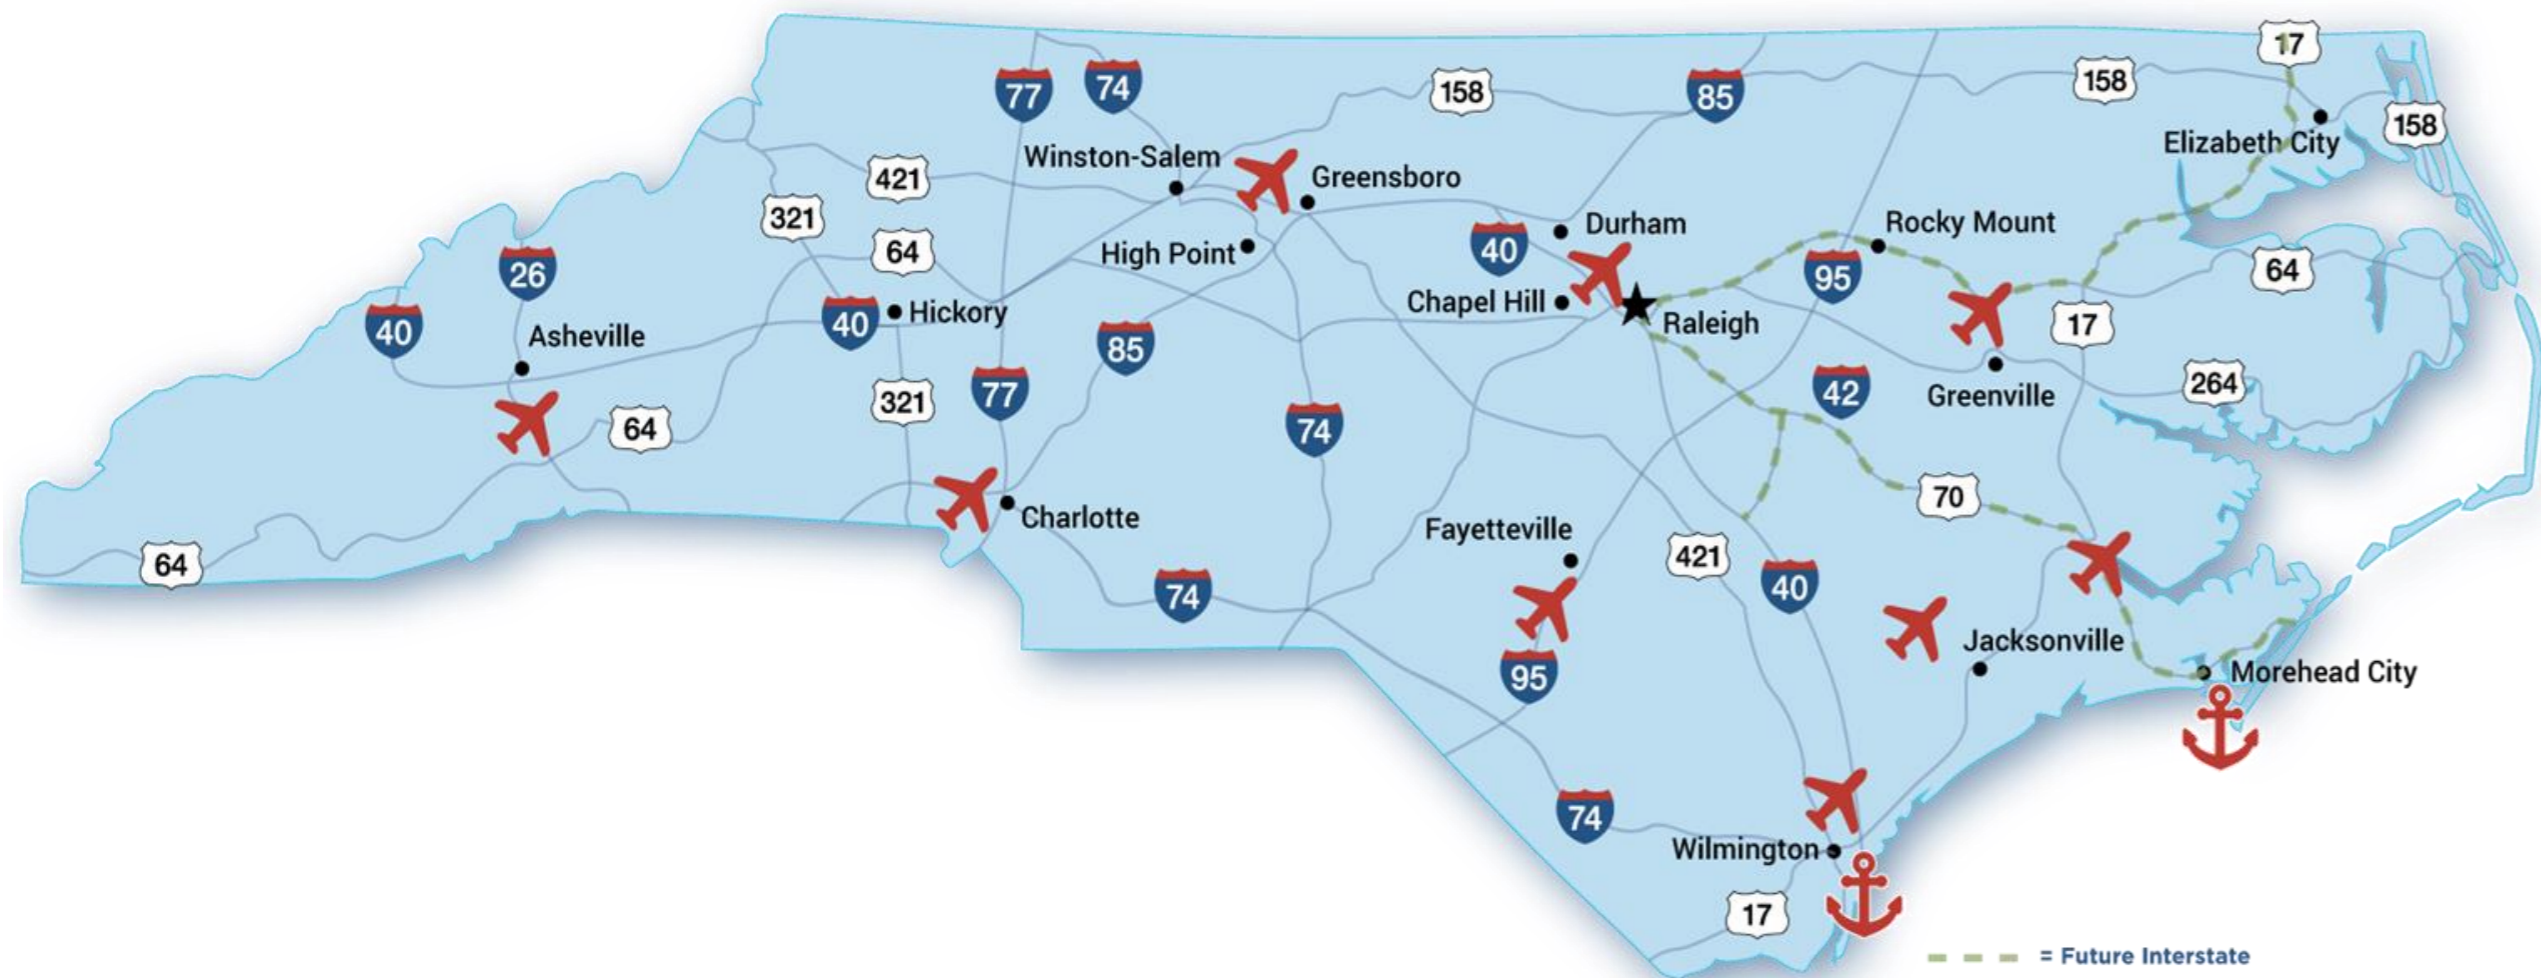 17
158
77
74
158
85
158
Elizabeth City
Winston-Salem
421
Greensboro
321
Durham
Rocky Mount
64
High Point
40
26
95
64
Chapel Hill
40
40
Hickory
Raleigh
17
Asheville
85
77
42
264
321
Greenville
64
74
70
Charlotte
Fayetteville
421
64
74
40
Jacksonville
95
Morehead City
74
Wilmington
17
= Future Interstate